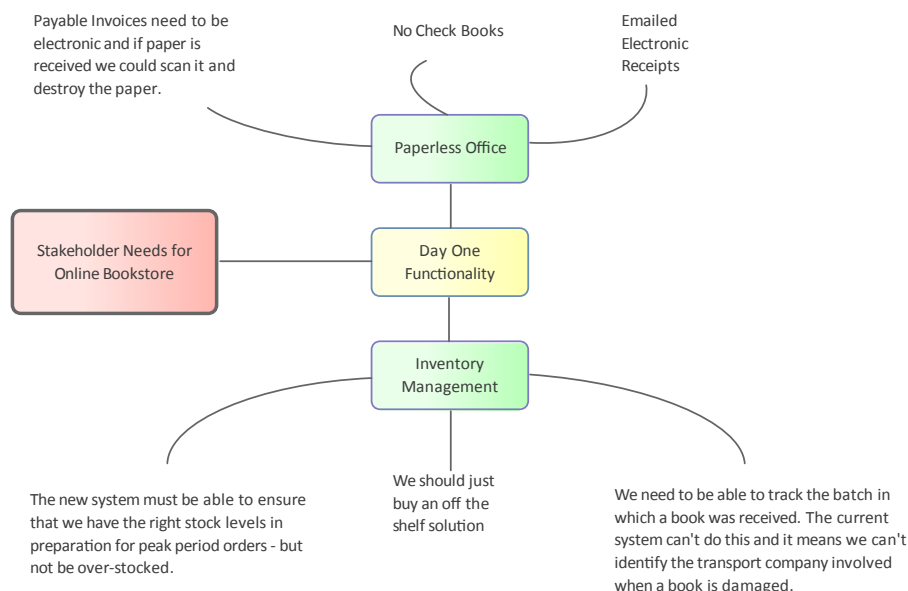 Payable Invoices need to be
electronic and if paper is
received we could scan it and
destroy the paper.
No Check Books
Emailed
Electronic
Receipts
Paperless Office
Stakeholder Needs for
Online Bookstore
Day One
Functionality
Inventory
Management
The new system must be able to ensure
that we have the right stock levels in
preparation for peak period orders - but
not be over-stocked.
We should just
buy an off the
shelf solution
We need to be able to track the batch in
which a book was received. The current
system can't do this and it means we can't
identify the transport company involved
when a book is damaged.